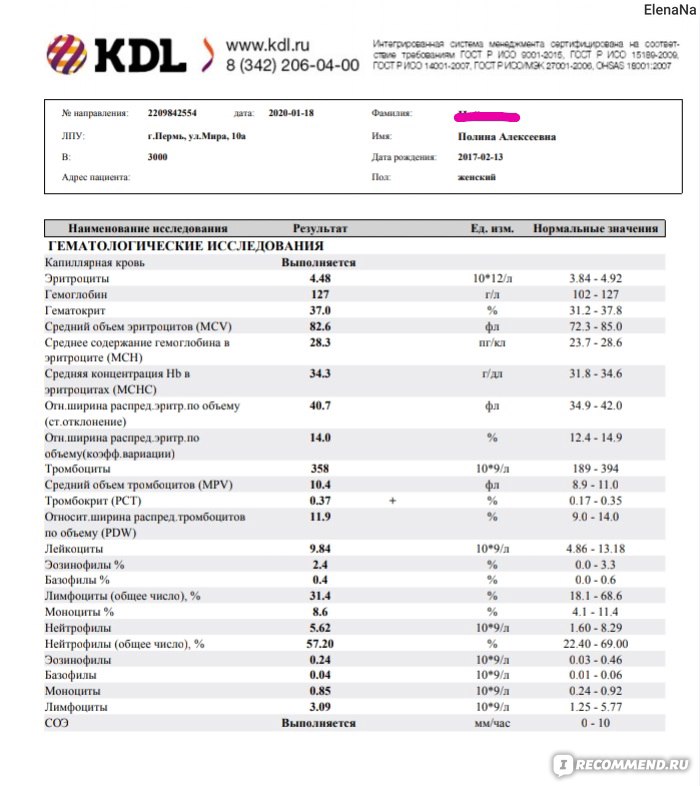 ElenaNa
KDL
www.kdl.ru
8 (342) 206-04-00
Интегрированная система менеджмента сертифицирована на соответ-
ствие требованиям ГОСТ Р ИСО 9001-2015, ГОСТ Р ИСО 15189-2009,
ГОСТ Р ИСО 14001-2007, ГОСТ Р ИСО/МЭК 27001-2006, OHSAS 18001:2007
№ направления: 2209842554 дата: 2020-01-18 Фамилия:
ЛПУ: г.Пермь, ул.Мира, 10а Имя: Полина Алексеевна
В: 3000 Дата рождения: 2017-02-13
Адрес пациента: Пол: женский
Наименование исследования Результат Ед. изм. Нормальные значения
ГЕМАТОЛОГИЧЕСКИЕ ИССЛЕДОВАНИЯ
Капиллярная кровь Выполняется
Эритроциты 4.48 10*12/л 3.84 - 4.92
Гемоглобин 127 г/л 102 - 127
Гематокрит 37.0 % 31.2 - 37.8
Средний объем эритроцитов (MCV) 82.6 фл 72.3 - 85.0
Среднее содержание гемоглобина в 28.3 пг/кл 23.7 - 28.6
эритроците (MCH)
Средняя концентрация Hb в 34.3 г/дл 31.8 - 34.6
эритроцитах (MCHC)
Отн.ширина распред.эритр.по объему 40.7 фл 34.9 - 42.0
(ст.отклонение)
Отн.ширина распред.эритр.по 14.0 % 12.4 - 14.9
объему(коэфф.вариации)
Тромбоциты 358 10*9/л 189 - 394
Средний объем тромбоцитов (MPV) 10.4 фл 8.9 - 11.0
Тромбокрит (PCT) 0.37 + % 0.17 - 0.35
Относит.ширина распред.тромбоцитов 11.9 % 9.0 - 14.0
по объему (PDW)
Лейкоциты 9.84 10*9/л 4.86 - 13.18
Эозинофилы % 2.4 % 0.0 - 3.3
Базофилы % 0.4 % 0.0 - 0.6
Лимфоциты (общее число), % 31.4 % 18.1 - 68.6
Моноциты % 8.6 % 4.1 - 11.4
Нейтрофилы 5.62 10*9/л 1.60 - 8.29
Нейтрофилы (общее число), % 57.20 % 22.40 - 69.00
Эозинофилы 0.24 10*9/л 0.03 - 0.46
Базофилы 0.04 10*9/л 0.01 - 0.06
Моноциты 0.85 10*9/л 0.24 - 0.92
Лимфоциты 3.09 10*9/л 1.25 - 5.77
СОЭ Выполняется мм/час 0 - 10
I RECOMMEND.RU